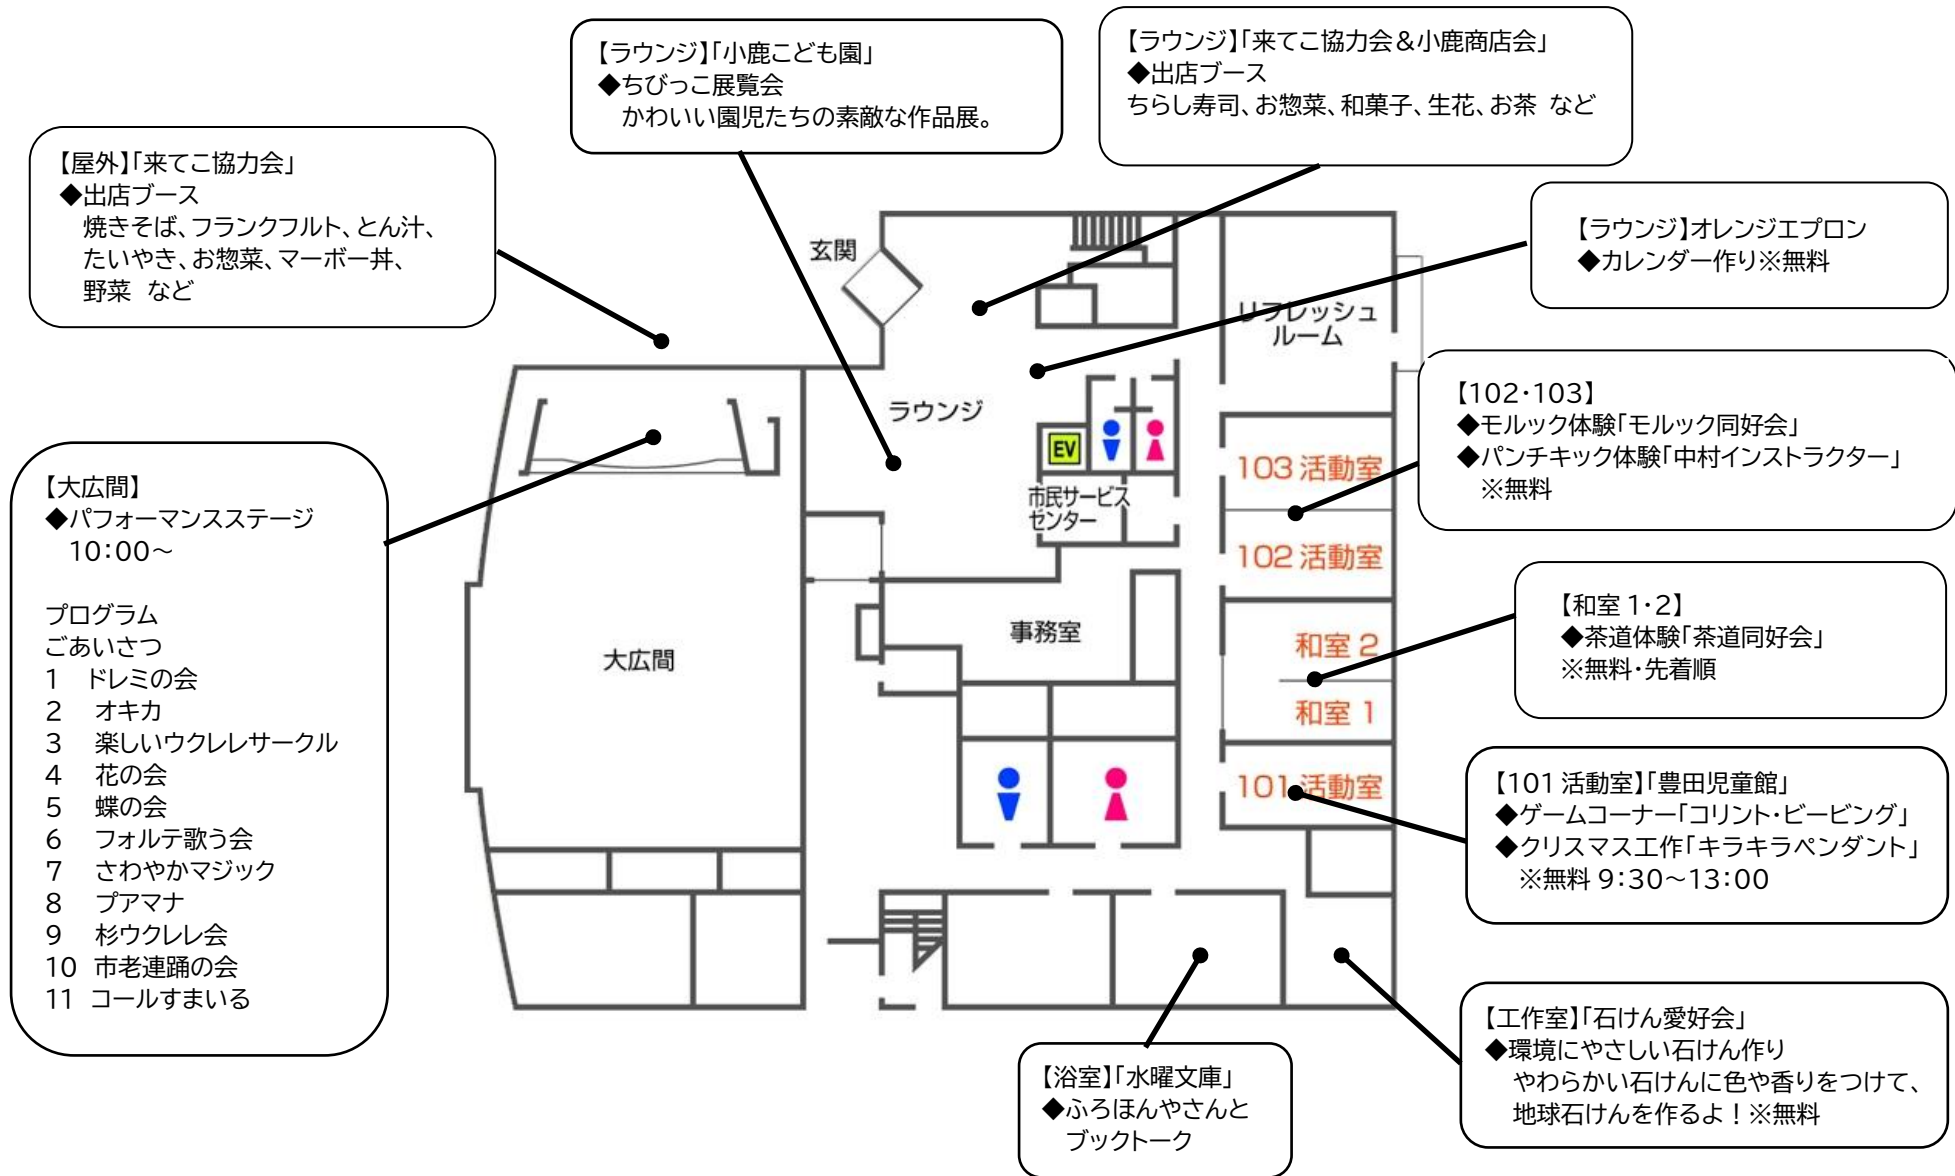 【ラウンジ】「小鹿こども園」
◆ちびっこ展覧会
かわいい園児たちの素敵な作品展。
【ラウンジ】「来てこ協力会&小鹿商店会」
◆出店ブース
ちらし寿司、お惣菜、和菓子、生花、お茶 など
【屋外】「来てこ協力会」
◆出店ブース
焼きそば、フランクフルト、とん汁、
たいやき、お惣菜、マーボー丼、
野菜 など
【ラウンジ】オレンジエプロン
◆カレンダー作り※無料
【102・103】
◆モルック体験「モルック同好会」
◆パンチキック体験「中村インストラクター」
※無料
【大広間】
◆パフォーマンスステージ
10:00～
プログラム
ごあいさつ
1 ドレミの会
2 オキカ
3 楽しいウクレレサークル
4 花の会
5 蝶の会
6 フォルテ歌う会
7 さわやかマジック
8 プアマナ
9 杉ウクレレ会
10 市老連踊の会
11 コールすまいる
【和室1・2】
◆茶道体験「茶道同好会」
※無料・先着順
【101活動室】「豊田児童館」
◆ゲームコーナー「コリント・ビービング」
◆クリスマス工作「キラキラペンダント」
※無料 9:30～13:00
【工作室】「石けん愛好会」
◆環境にやさしい石けん作り
やわらかい石けんに色や香りをつけて、
地球石けんを作るよ！※無料
【浴室】「水曜文庫」
◆ふろほんやさんと
ブックトーク
玄関
リフレッシュ
ルーム
ラウンジ
EV
市民サービス
センター
103 活動室
102 活動室
事務室
大広間
和室 2
和室 1
101 活動室